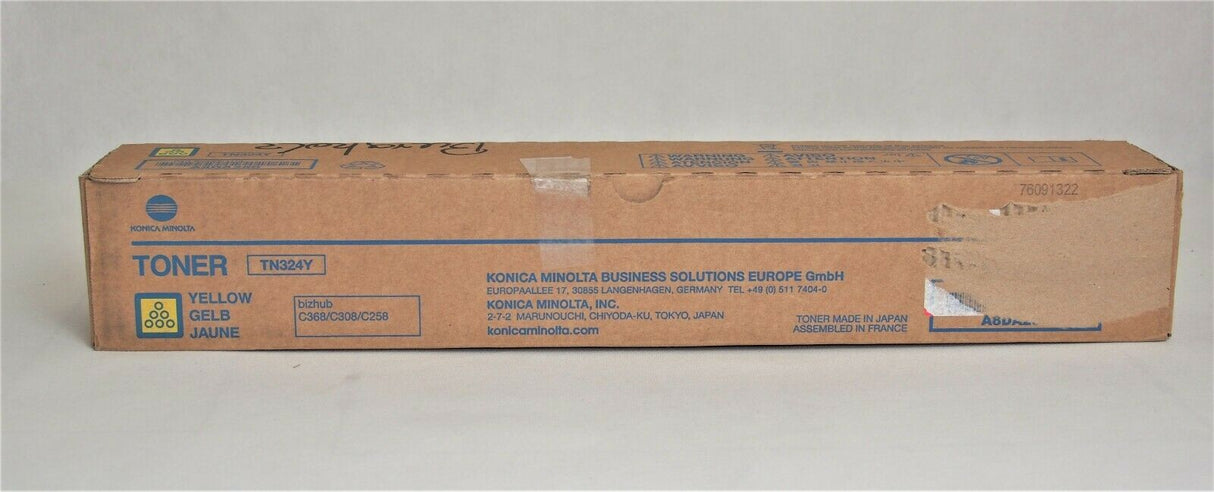 76091322
KONICA MINOLTA
TONER TN324Y
YELLOW
GELB
JAUNE
bizhub
C368/C308/C258
KONICA MINOLTA BUSINESS SOLUTIONS EUROPE GmbH
EUROPAALLEE 17, 30855 LANGENHAGEN, GERMANY TEL +49 (0) 511 7404-0
KONICA MINOLTA, INC.
2-7-2 MARUNOUCHI, CHIYODA-KU, TOKYO, JAPAN
konicaminolta.com
TONER MADE IN JAPAN
ASSEMBLED IN FRANCE